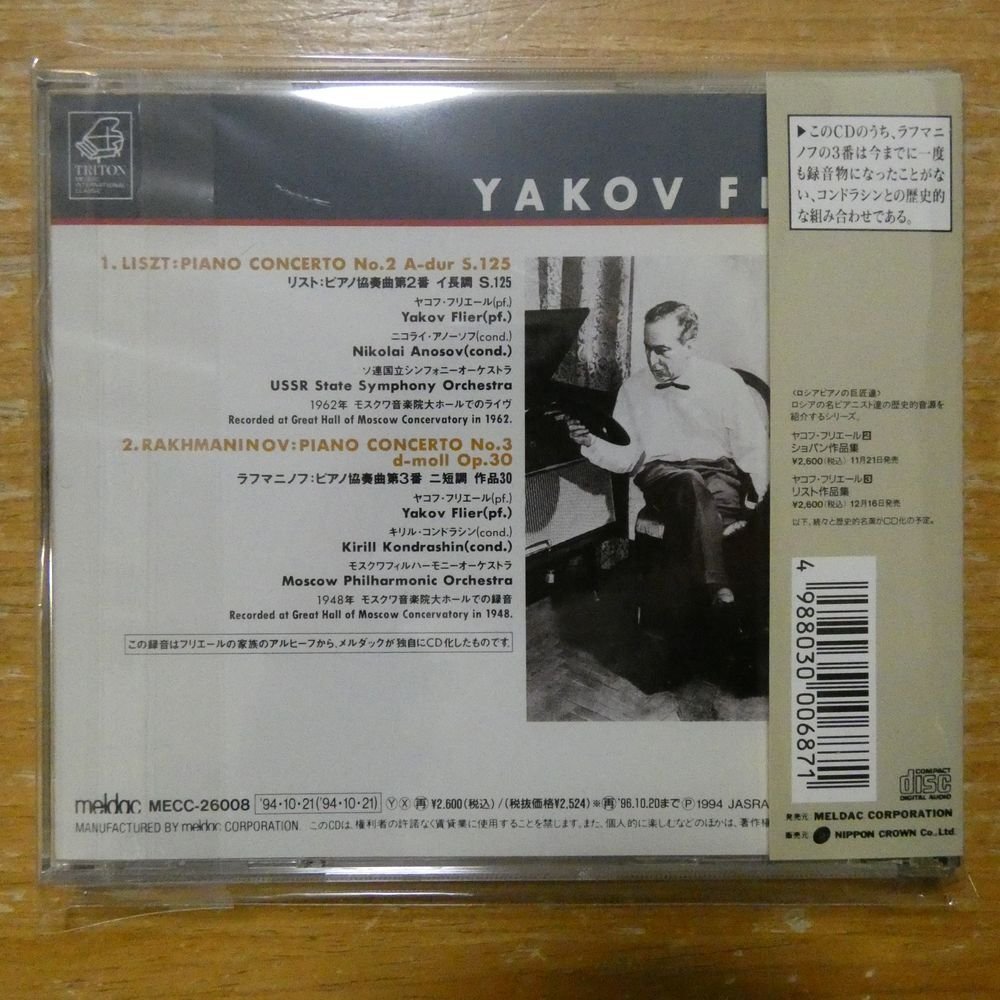 TRITON
INTERNATIONAL
CLASSIC
YAKOV F
1. LISZT:PIANO CONCERTO No.2 A-dur S.125
リスト:ピアノ協奏曲第2番 イ長調 S.125
ヤコフ・フリエール(pf.)
Yakov Flier(pf.)
ニコライ・アノーソフ(cond.)
Nikolai Anosov(cond.)
ソ連国立シンフォニーオーケストラ
USSR State Symphony Orchestra
1962年 モスクワ音楽院大ホールでのライヴ
Recorded at Great Hall of Moscow Concervatory in 1962.
2.RAKHMANINOV:PIANO CONCERTO No.3
d-moll Op.30
ラフマニノフ:ピアノ協奏曲第3番 ニ短調 作品30
ヤコフ・フリエール(pf.)
Yakov Flier(pf.)
キリル・コンドラシン(cond.)
Kirill Kondrashin(cond.)
モスクワフィルハーモニーオーケストラ
Moscow Philharmonic Orchestra
1948年 モスクワ音楽院大ホールでの録音
Recorded at Great Hall of Moscow Concervatory in 1948.
この録音はフリエールの家族のアルヒーフから、メルダックが独自にCD化したものです。
meldac MECC-26008 '94・10・21('94・10・21) Ⓨ Ⓧ 再 ¥2,600(税込)/(税抜価格¥2,524)※再'96.10.20まで Ⓟ 1994 JASRA
MANUFACTURED BY meldac CORPORATION. このCDは、権利者の許諾なく賃貸業に使用することを禁じます。また、個人的に楽しむなどのほかは、著作権
▶このCDのうち、ラフマニ
ノフの3番は今までに一度
も録音物になったことがな
い、コンドラシンとの歴史的
な組み合わせである。
〈ロシアピアノの巨匠達〉
ロシアの名ピアニスト達の歴史的音源を
紹介するシリーズ。
ヤコフ・フリエール2
ショパン作品集
¥2,600(税込) 11月21日発売
ヤコフ・フリエール3
リスト作品集
¥2,600(税込) 12月16日発売
以下、続々と歴史的名演がCD化の予定。
4 988030 006871
COMPACT
disc
DIGITAL AUDIO
発売元 MELDAC CORPORATION
販売元 NIPPON CROWN Co.,Ltd.